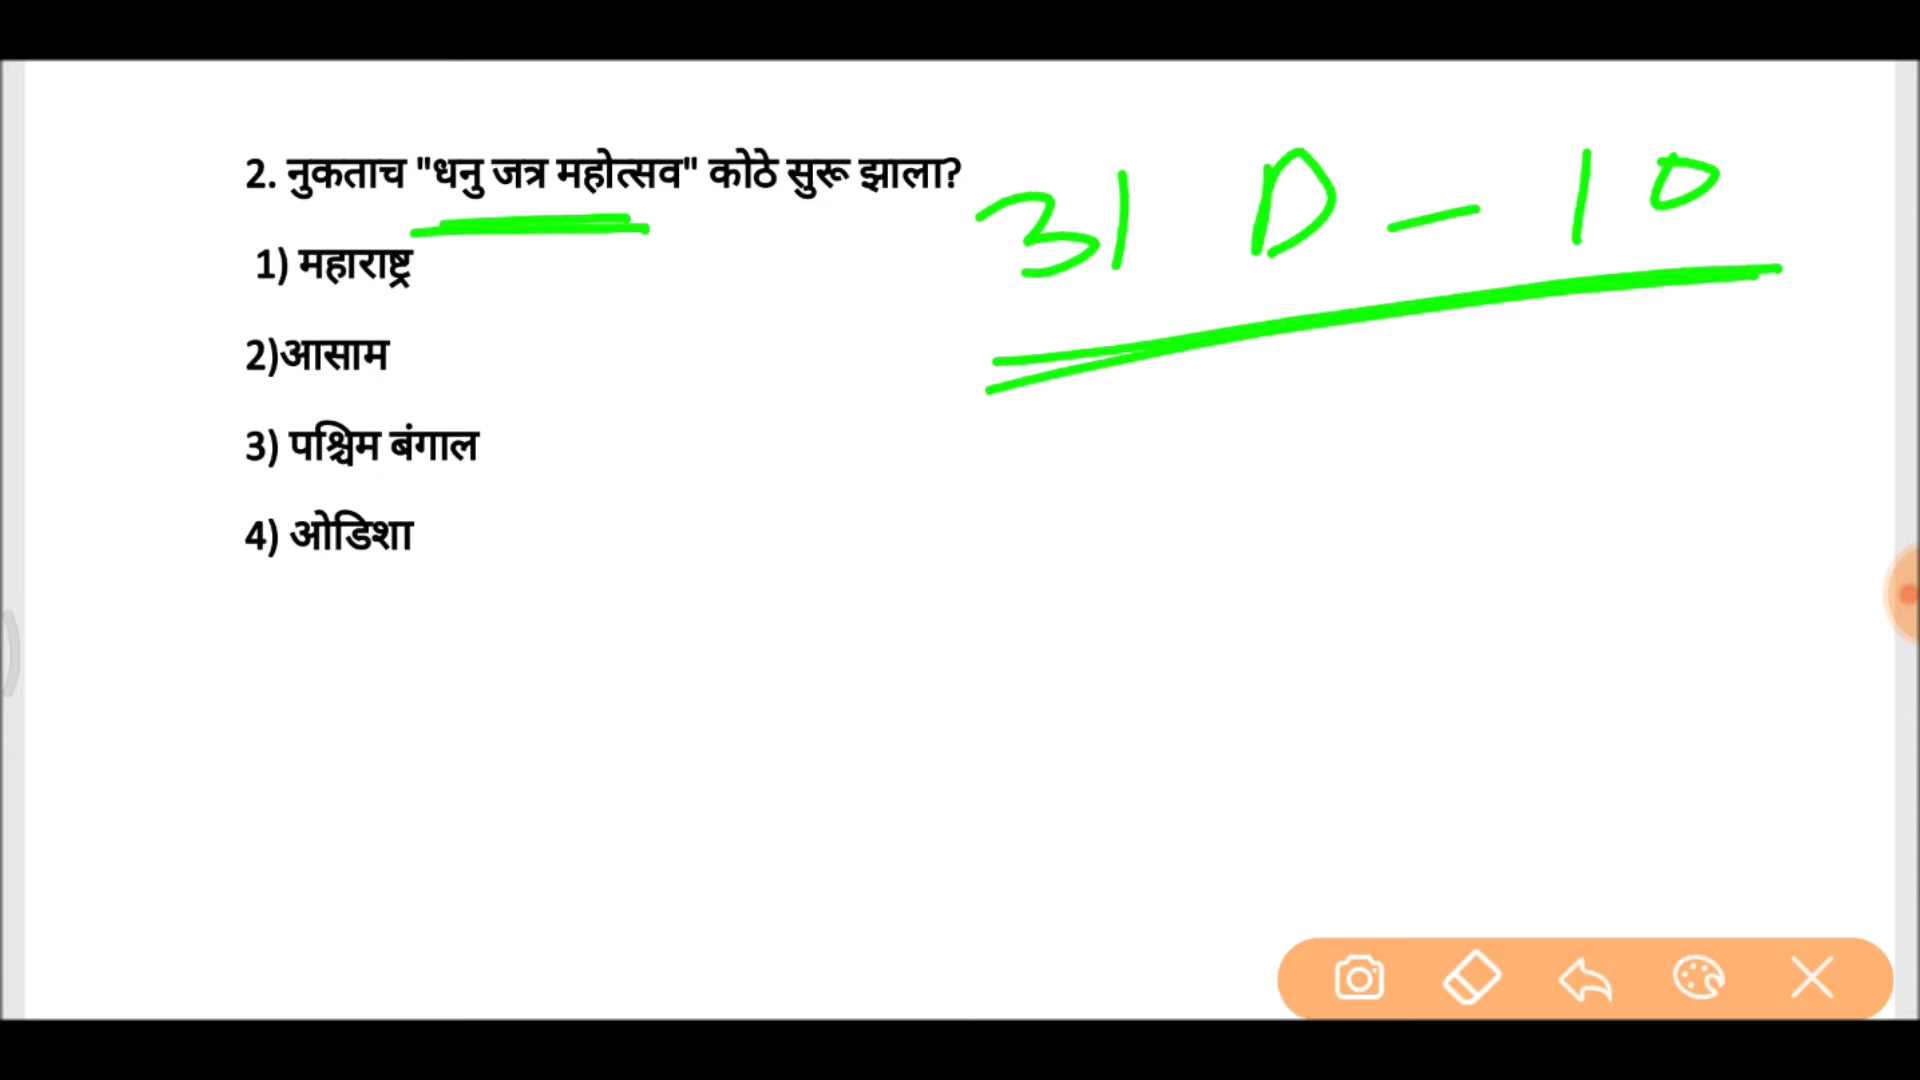 2. नुकताच "धनु जत्र महोत्सव" कोठे सुरू झाला?
31 D - 10
1) महाराष्ट्र
2)आसाम
3) पश्चिम बंगाल
4) ओडिशा